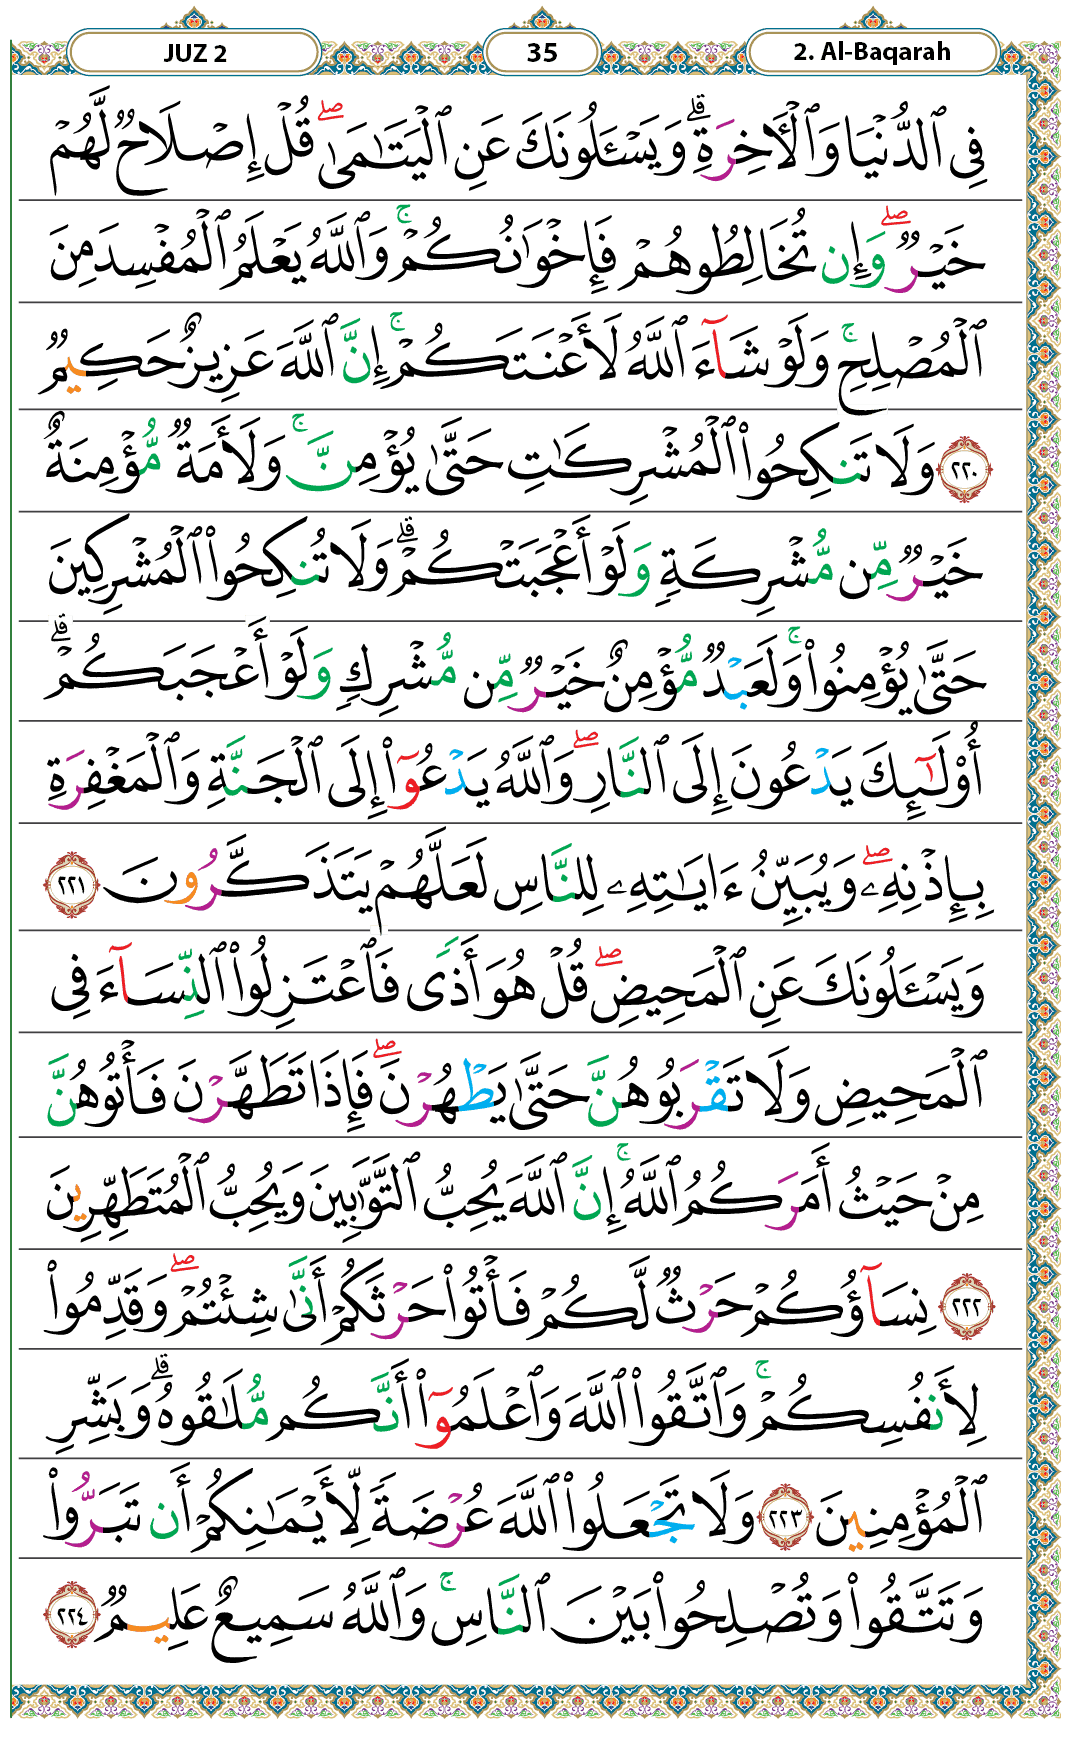 JUZ 2
35
2. Al-Baqarah
فِي ٱلدُّنۡيَا وَٱلۡأٓخِرَةِۗ وَيَسۡـَٔلُونَكَ عَنِ ٱلۡيَتَٰمَىٰۖ قُلۡ إِصۡلَاحٞ لَّهُمۡ
خَيۡرٞۖ وَإِن تُخَالِطُوهُمۡ فَإِخۡوَٰنُكُمۡۚ وَٱللَّهُ يَعۡلَمُ ٱلۡمُفۡسِدَ مِنَ
ٱلۡمُصۡلِحِۚ وَلَوۡ شَآءَ ٱللَّهُ لَأَعۡنَتَكُمۡۚ إِنَّ ٱللَّهَ عَزِيزٌ حَكِيمٞ
٢٢٠ وَلَا تَنكِحُواْ ٱلۡمُشۡرِكَٰتِ حَتَّىٰ يُؤۡمِنَّۚ وَلَأَمَةٞ مُّؤۡمِنَةٌ
خَيۡرٞ مِّن مُّشۡرِكَةٖ وَلَوۡ أَعۡجَبَتۡكُمۡۗ وَلَا تُنكِحُواْ ٱلۡمُشۡرِكِينَ
حَتَّىٰ يُؤۡمِنُواْۚ وَلَعَبۡدٞ مُّؤۡمِنٌ خَيۡرٞ مِّن مُّشۡرِكٖ وَلَوۡ أَعۡجَبَكُمۡۗ
أُوْلَٰٓئِكَ يَدۡعُونَ إِلَى ٱلنَّارِۖ وَٱللَّهُ يَدۡعُوٓاْ إِلَى ٱلۡجَنَّةِ وَٱلۡمَغۡفِرَةِ
بِإِذۡنِهِۦۖ وَيُبَيِّنُ ءَايَٰتِهِۦ لِلنَّاسِ لَعَلَّهُمۡ يَتَذَكَّرُونَ ٢٢١
وَيَسۡـَٔلُونَكَ عَنِ ٱلۡمَحِيضِۖ قُلۡ هُوَ أَذٗى فَٱعۡتَزِلُواْ ٱلنِّسَآءَ فِي
ٱلۡمَحِيضِ وَلَا تَقۡرَبُوهُنَّ حَتَّىٰ يَطۡهُرۡنَۖ فَإِذَا تَطَهَّرۡنَ فَأۡتُوهُنَّ
مِنۡ حَيۡثُ أَمَرَكُمُ ٱللَّهُۚ إِنَّ ٱللَّهَ يُحِبُّ ٱلتَّوَّٰبِينَ وَيُحِبُّ ٱلۡمُتَطَهِّرِينَ
٢٢٢ نِسَآؤُكُمۡ حَرۡثٞ لَّكُمۡ فَأۡتُواْ حَرۡثَكُمۡ أَنَّىٰ شِئۡتُمۡۖ وَقَدِّمُواْ
لِأَنفُسِكُمۡۚ وَٱتَّقُواْ ٱللَّهَ وَٱعۡلَمُوٓاْ أَنَّكُم مُّلَٰقُوهُۗ وَبَشِّرِ
ٱلۡمُؤۡمِنِينَ ٢٢٣ وَلَا تَجۡعَلُواْ ٱللَّهَ عُرۡضَةٗ لِّأَيۡمَٰنِكُمۡ أَن تَبَرُّواْ
وَتَتَّقُواْ وَتُصۡلِحُواْ بَيۡنَ ٱلنَّاسِۚ وَٱللَّهُ سَمِيعٌ عَلِيمٞ ٢٢٤